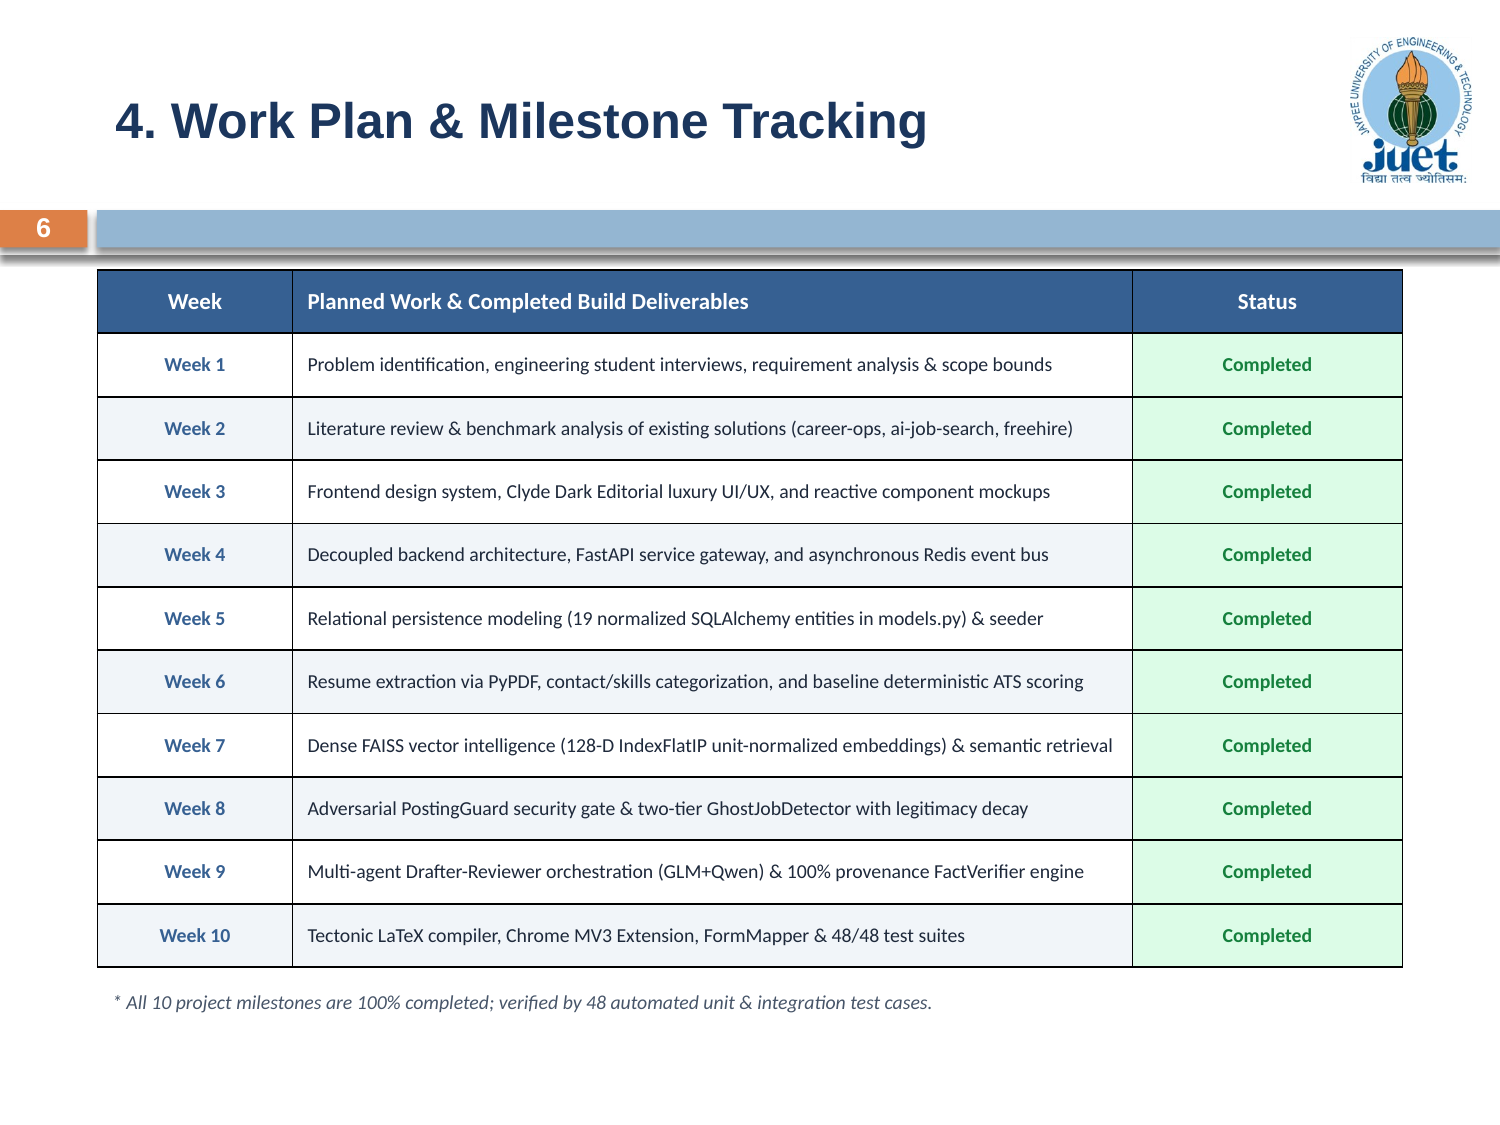 4. Work Plan & Milestone Tracking
JAYPEE UNIVERSITY OF ENGINEERING & TECHNOLOGY
juet
विद्या तत्व ज्योतिसमः
6
Week Planned Work & Completed Build Deliverables Status
Week 1 Problem identification, engineering student interviews, requirement analysis & scope bounds Completed
Week 2 Literature review & benchmark analysis of existing solutions (career-ops, ai-job-search, freehire) Completed
Week 3 Frontend design system, Clyde Dark Editorial luxury UI/UX, and reactive component mockups Completed
Week 4 Decoupled backend architecture, FastAPI service gateway, and asynchronous Redis event bus Completed
Week 5 Relational persistence modeling (19 normalized SQLAlchemy entities in models.py) & seeder Completed
Week 6 Resume extraction via PyPDF, contact/skills categorization, and baseline deterministic ATS scoring Completed
Week 7 Dense FAISS vector intelligence (128-D IndexFlatIP unit-normalized embeddings) & semantic retrieval Completed
Week 8 Adversarial PostingGuard security gate & two-tier GhostJobDetector with legitimacy decay Completed
Week 9 Multi-agent Drafter-Reviewer orchestration (GLM+Qwen) & 100% provenance FactVerifier engine Completed
Week 10 Tectonic LaTeX compiler, Chrome MV3 Extension, FormMapper & 48/48 test suites Completed
* All 10 project milestones are 100% completed; verified by 48 automated unit & integration test cases.